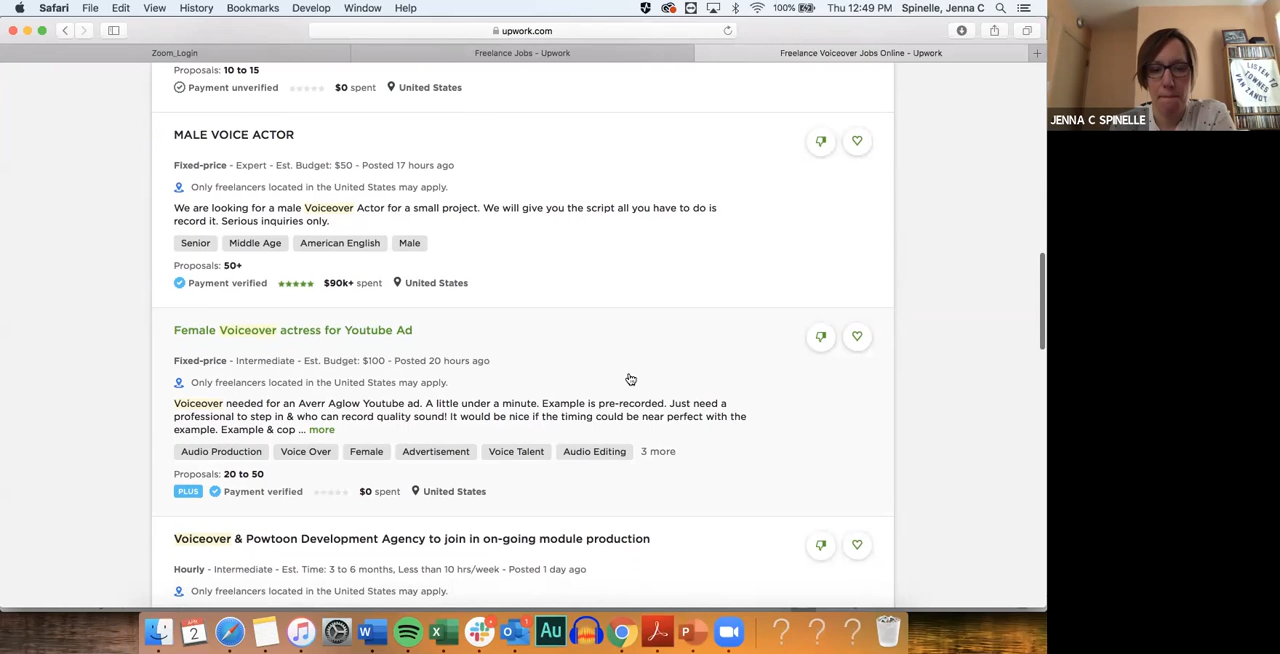 Safari File Edit View History Bookmarks Develop Window Help 100% Thu 12:49 PM Spinelle, Jenna C
upwork.com
Zoom_Login Freelance Jobs - Upwork Freelance Voiceover Jobs Online - Upwork
Proposals: 10 to 15
Payment unverified $0 spent United States
MALE VOICE ACTOR
Fixed-price - Expert - Est. Budget: $50 - Posted 17 hours ago
Only freelancers located in the United States may apply.
We are looking for a male Voiceover Actor for a small project. We will give you the script all you have to do is
record it. Serious inquiries only.
Senior Middle Age American English Male
Proposals: 50+
Payment verified $90k+ spent United States
Female Voiceover actress for Youtube Ad
Fixed-price - Intermediate - Est. Budget: $100 - Posted 20 hours ago
Only freelancers located in the United States may apply.
Voiceover needed for an Averr Aglow Youtube ad. A little under a minute. Example is pre-recorded. Just need a
professional to step in & who can record quality sound! It would be nice if the timing could be near perfect with the
example. Example & cop ... more
Audio Production Voice Over Female Advertisement Voice Talent Audio Editing 3 more
Proposals: 20 to 50
PLUS Payment verified $0 spent United States
Voiceover & Powtoon Development Agency to join in on-going module production
Hourly - Intermediate - Est. Time: 3 to 6 months, Less than 10 hrs/week - Posted 1 day ago
Only freelancers located in the United States may apply.
LISTEN TO
TOWNES
VAN ZANDT
JENNA C SPINELLE
2
W
X
Au
P
? ? ?